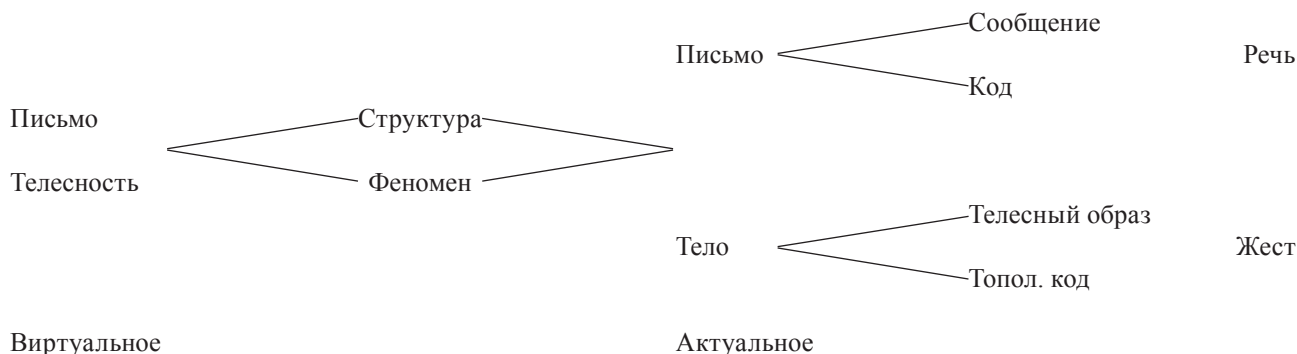 Сообщение
Письмо Речь
Код
Письмо Структура
Телесность Феномен
Телесный образ
Тело Жест
Топол. код
Виртуальное Актуальное